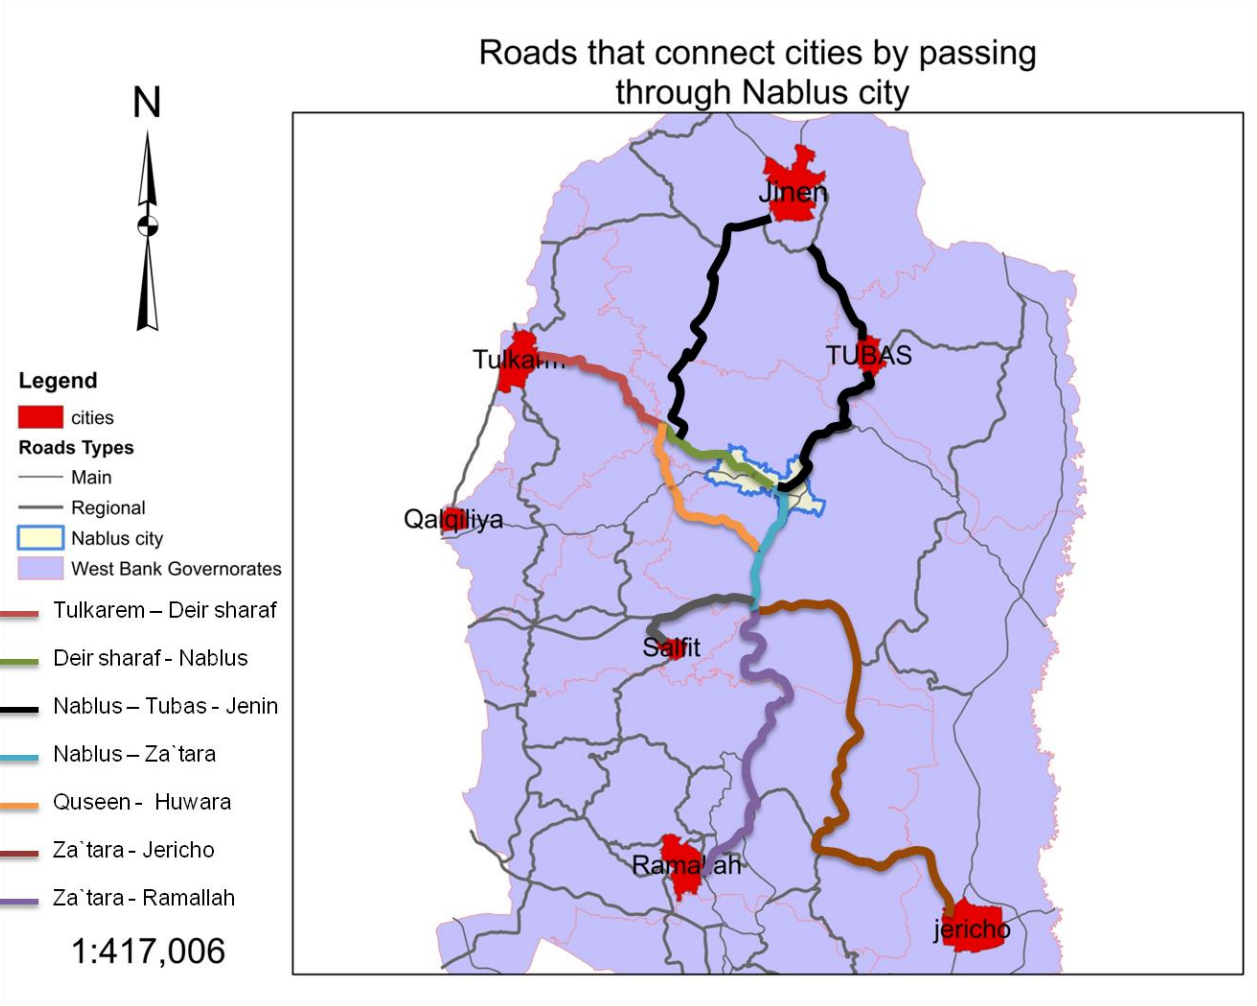 Roads that connect cities by passing
through Nablus city
N
Jinen
Tulkarm
TUBAS
Qalqiliya
Salfit
Ramallah
jericho
Legend
cities
Roads Types
Main
Regional
Nablus city
West Bank Governorates
Tulkarem – Deir sharaf
Deir sharaf - Nablus
Nablus – Tubas - Jenin
Nablus – Za`tara
Quseen - Huwara
Za`tara - Jericho
Za`tara - Ramallah
1:417,006